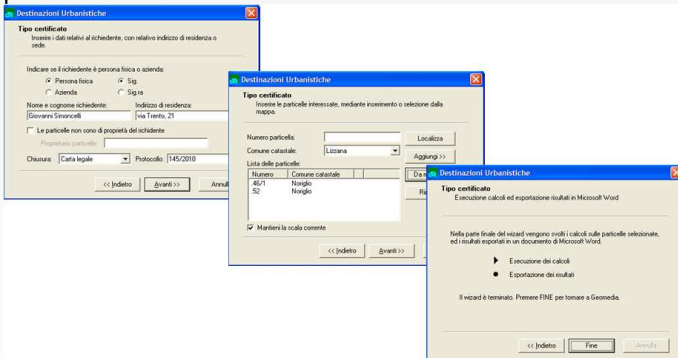 Destinazioni Urbanistiche
Tipo certificato
Inserire i dati relativi al richiedente, con relativo indirizzo di residenza o
sede.
Indicare se il richiedente è persona fisica o azienda:
Persona fisica Sig.
Azienda Sig.ra
Nome e cognome richiedente: Indirizzo di residenza:
Giovanni Simoncelli via Trento, 21
Le particelle non sono di proprietà del richidente
Proprietario particelle:
Chiusura: Carta legale Protocollo: 145/2010
<< Indietro Avanti >> Annull
Destinazioni Urbanistiche
Tipo certificato
Inserire le particelle interessate, mediante inserimento o selezione dalla
mappa.
Numero particella: Localizza
Comune catastale: Lizzana Aggiungi >>
Lista delle particelle:
Numero Comune catastale Da m
.46/1 Noriglio
.52 Noriglio
Mantieni la scala corrente
<< Indietro Avanti >>
Destinazioni Urbanistiche
Tipo certificato
Esecuzione calcoli ed esportazione risultati in Microsoft Word
Nella parte finale del wizard vengono svolti i calcoli sulle particelle selezionate,
ed i risultati esportati in un documento di Microsoft Word.
Esecuzione dei calcoli
Esportazione dei risultati
Il wizard è terminato. Premere FINE per tornare a Geomedia.
<< Indietro Fine Annulla